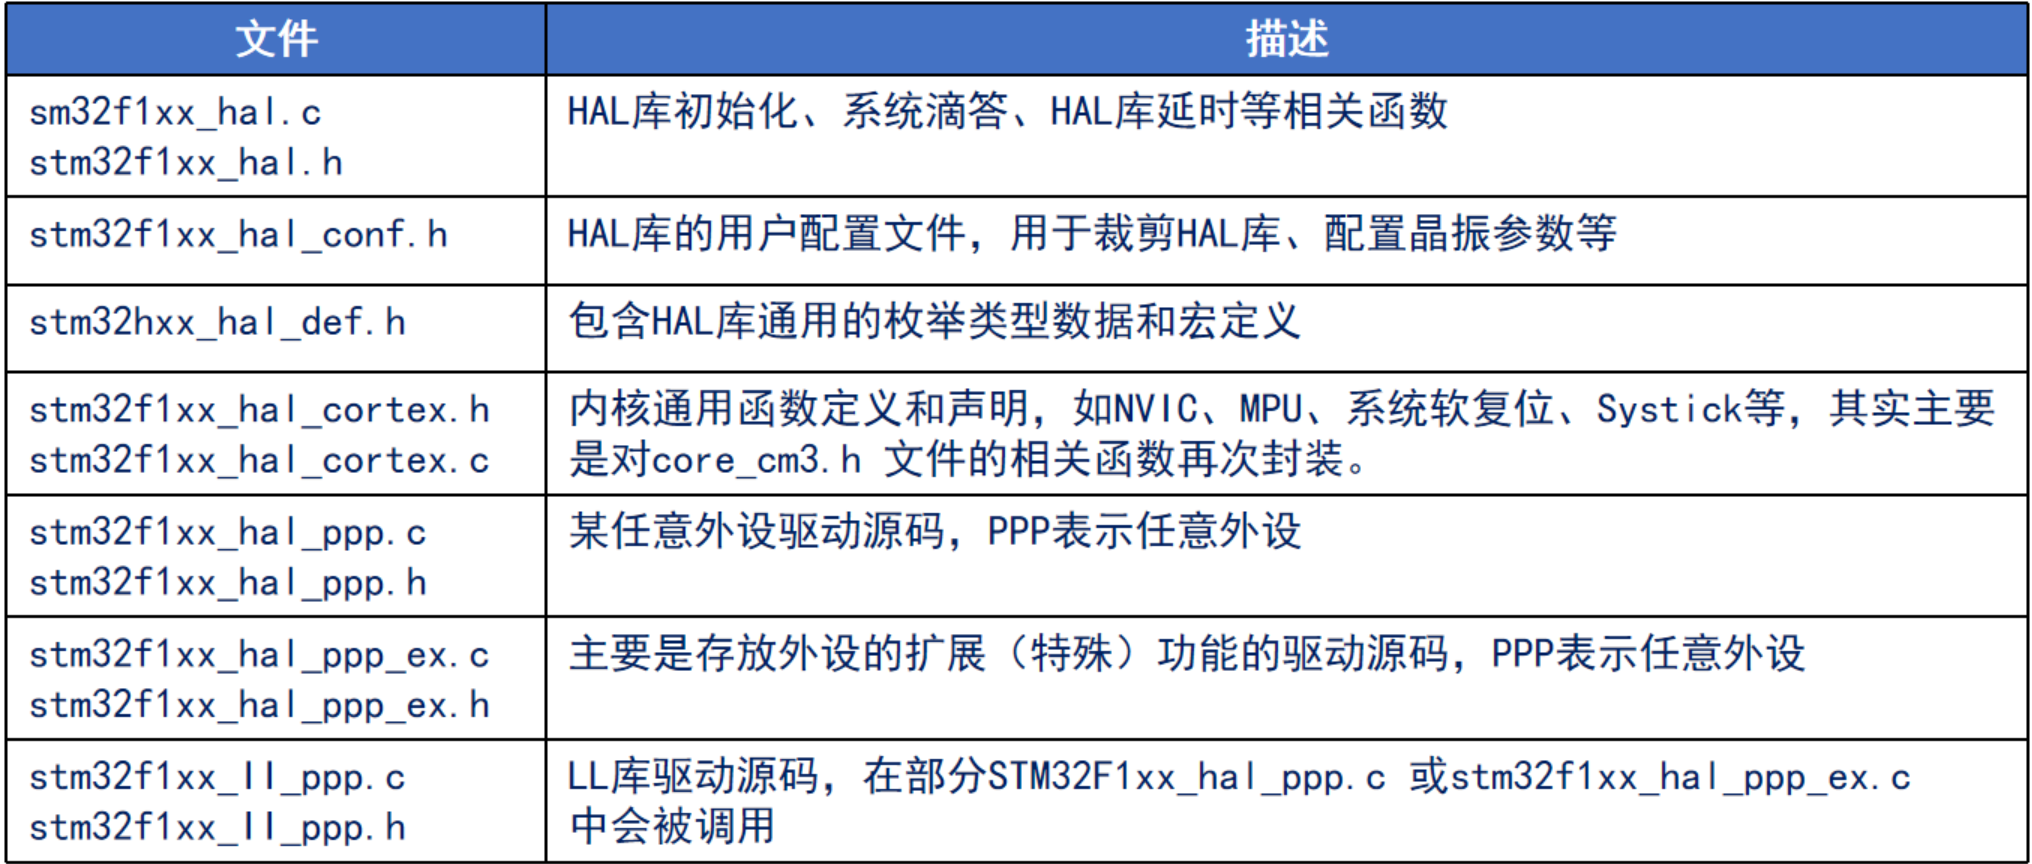 文件
描述
sm32f1xx_hal.c
stm32f1xx_hal.h
HAL库初始化、系统滴答、HAL库延时等相关函数
stm32f1xx_hal_conf.h
HAL库的用户配置文件，用于裁剪HAL库、配置晶振参数等
stm32hxx_hal_def.h
包含HAL库通用的枚举类型数据和宏定义
stm32f1xx_hal_cortex.h
stm32f1xx_hal_cortex.c
内核通用函数定义和声明，如NVIC、MPU、系统软复位、Systick等，其实主要
是对core_cm3.h 文件的相关函数再次封装。
stm32f1xx_hal_ppp.c
stm32f1xx_hal_ppp.h
某任意外设驱动源码，PPP表示任意外设
stm32f1xx_hal_ppp_ex.c
stm32f1xx_hal_ppp_ex.h
主要是存放外设的扩展（特殊）功能的驱动源码，PPP表示任意外设
stm32f1xx_II_ppp.c
stm32f1xx_II_ppp.h
LL库驱动源码，在部分STM32F1xx_hal_ppp.c 或stm32f1xx_hal_ppp_ex.c
中会被调用